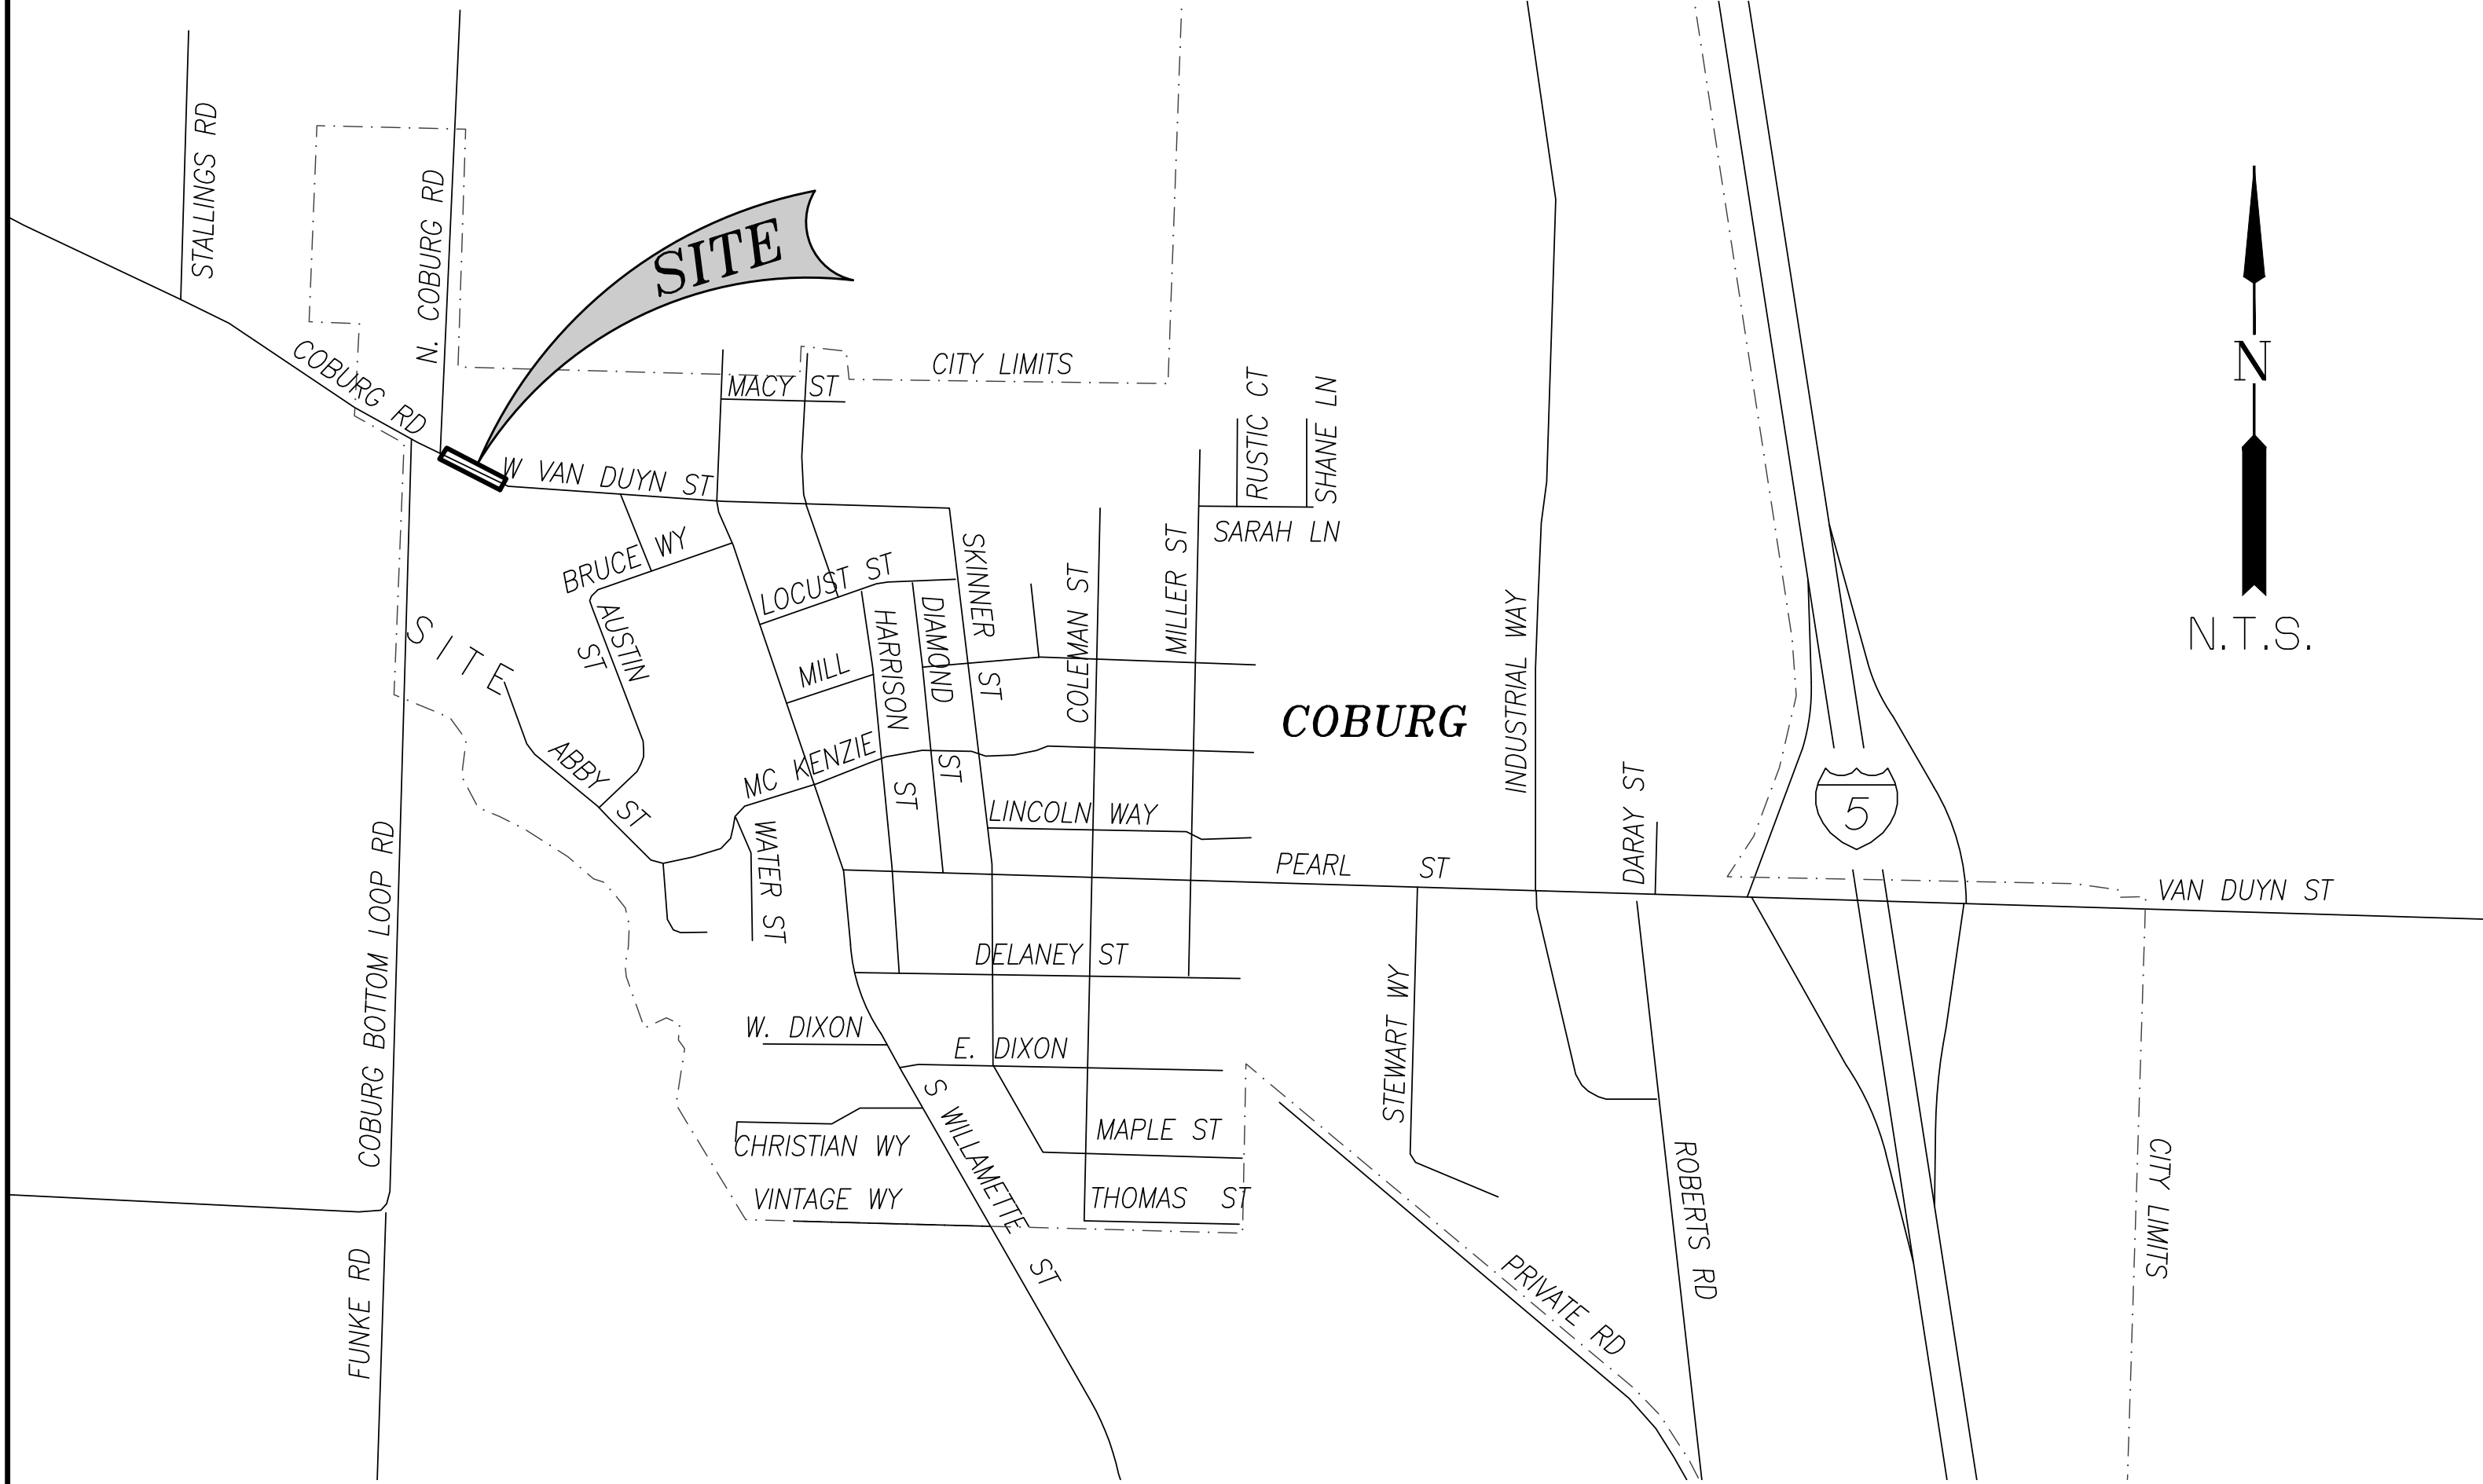 STALLINGS RD
N. COBURG RD
SITE
COBURG RD
CITY LIMITS
MACY ST
RUSTIC CT
SHANE LN
N
N.T.S.
W VAN DUYN ST
SARAH LN
BRUCE WY
LOCUST ST
SKINNER ST
COLEMAN ST
MILLER ST
INDUSTRIAL WAY
SITE
AUSTIN ST
MILL
HARRISON ST
DIAMOND ST
COBURG
ABBY ST
MC KENZIE
LINCOLN WAY
DARAY ST
5
WATER ST
PEARL ST
VAN DUYN ST
COBURG BOTTOM LOOP RD
DELANEY ST
STEWART WY
W. DIXON
E. DIXON
S WILLAMETTE ST
MAPLE ST
CHRISTIAN WY
ROBERTS RD
CITY LIMITS
VINTAGE WY
THOMAS ST
FUNKE RD
PRIVATE RD